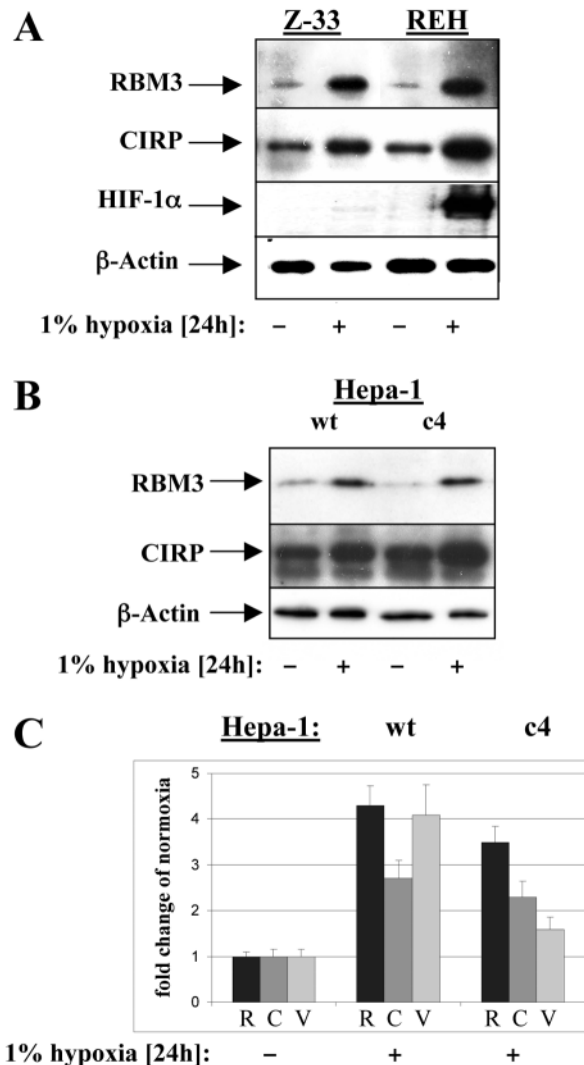 A
Z-33 REH
RBM3
CIRP
HIF-1α
β-Actin
1% hypoxia [24h]: – + – +
B
Hepa-1
wt c4
RBM3
CIRP
β-Actin
1% hypoxia [24h]: – + – +
C
Hepa-1: wt c4
fold change of normoxia
5
4
3
2
1
0
R C V R C V R C V
1% hypoxia [24h]: – + +